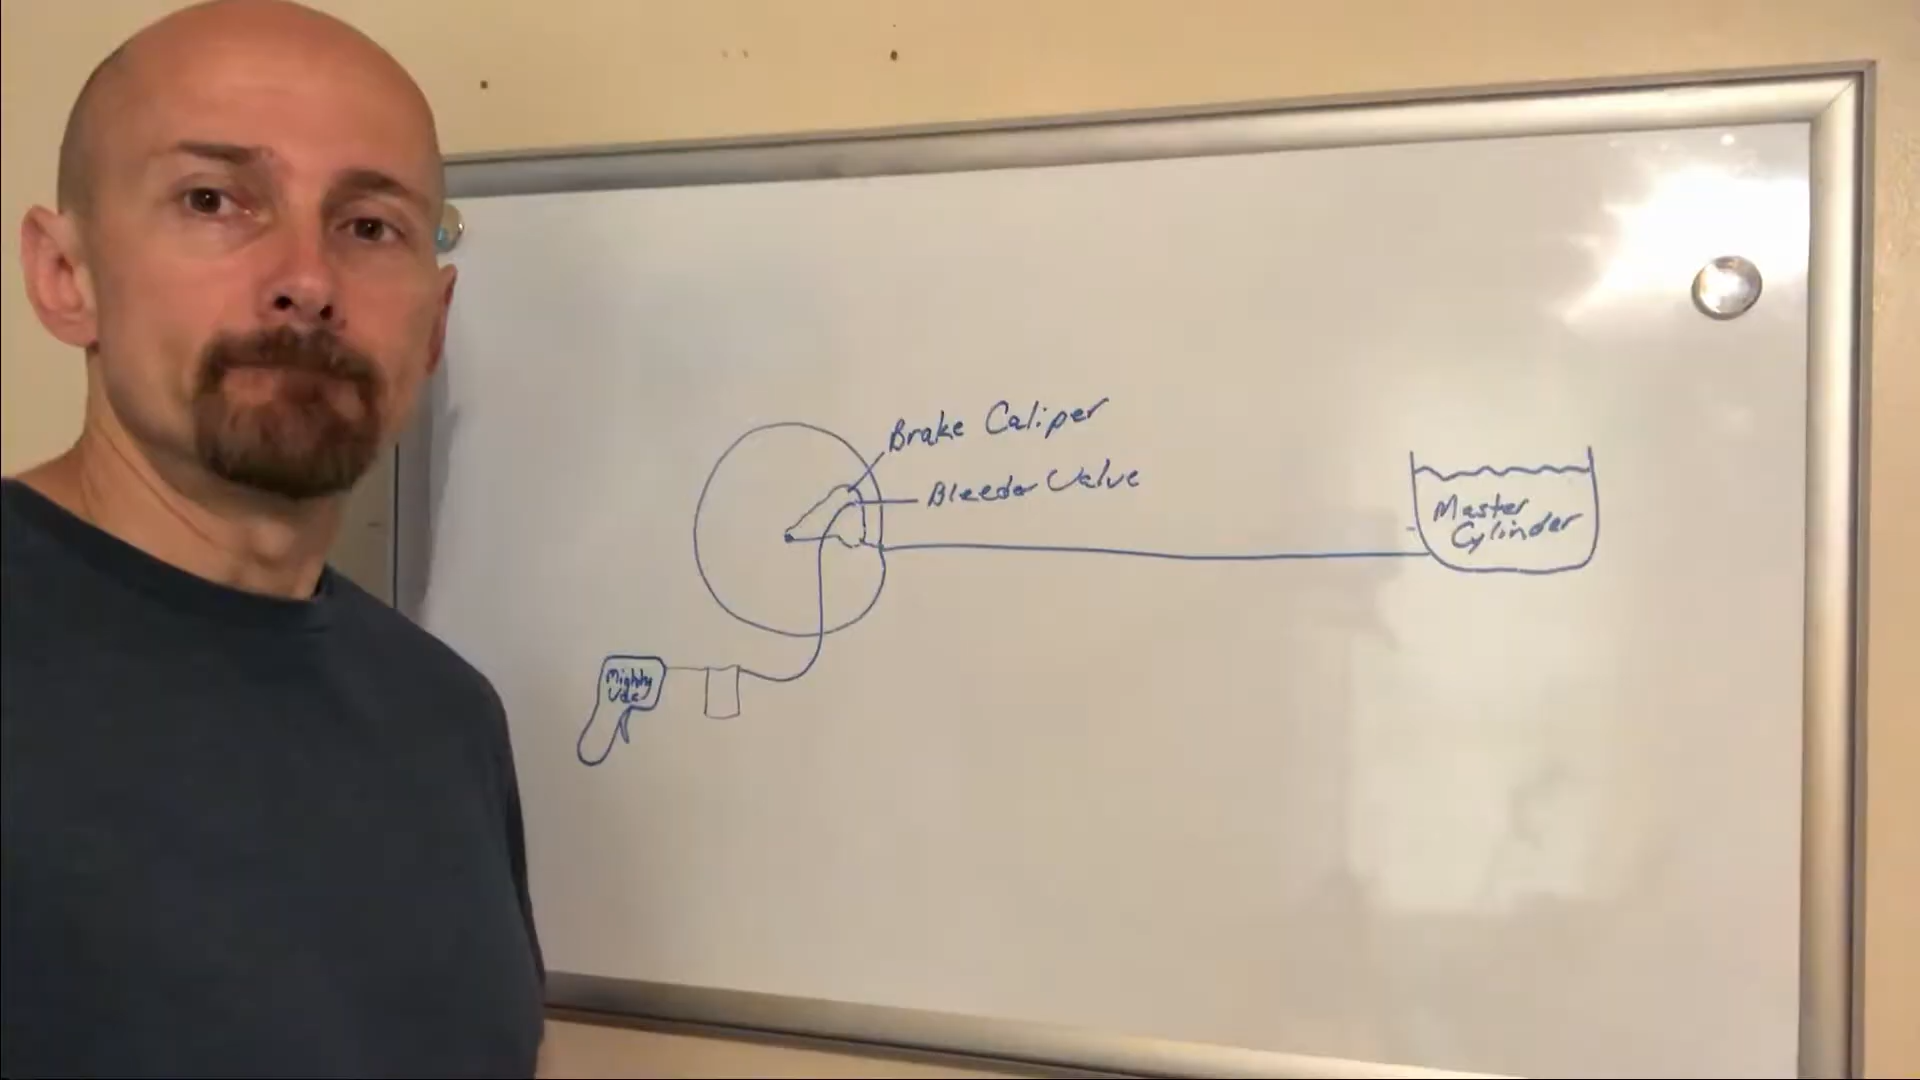 Brake Caliper
Bleeder Valve
Master
Cylinder
Mighty
Vac